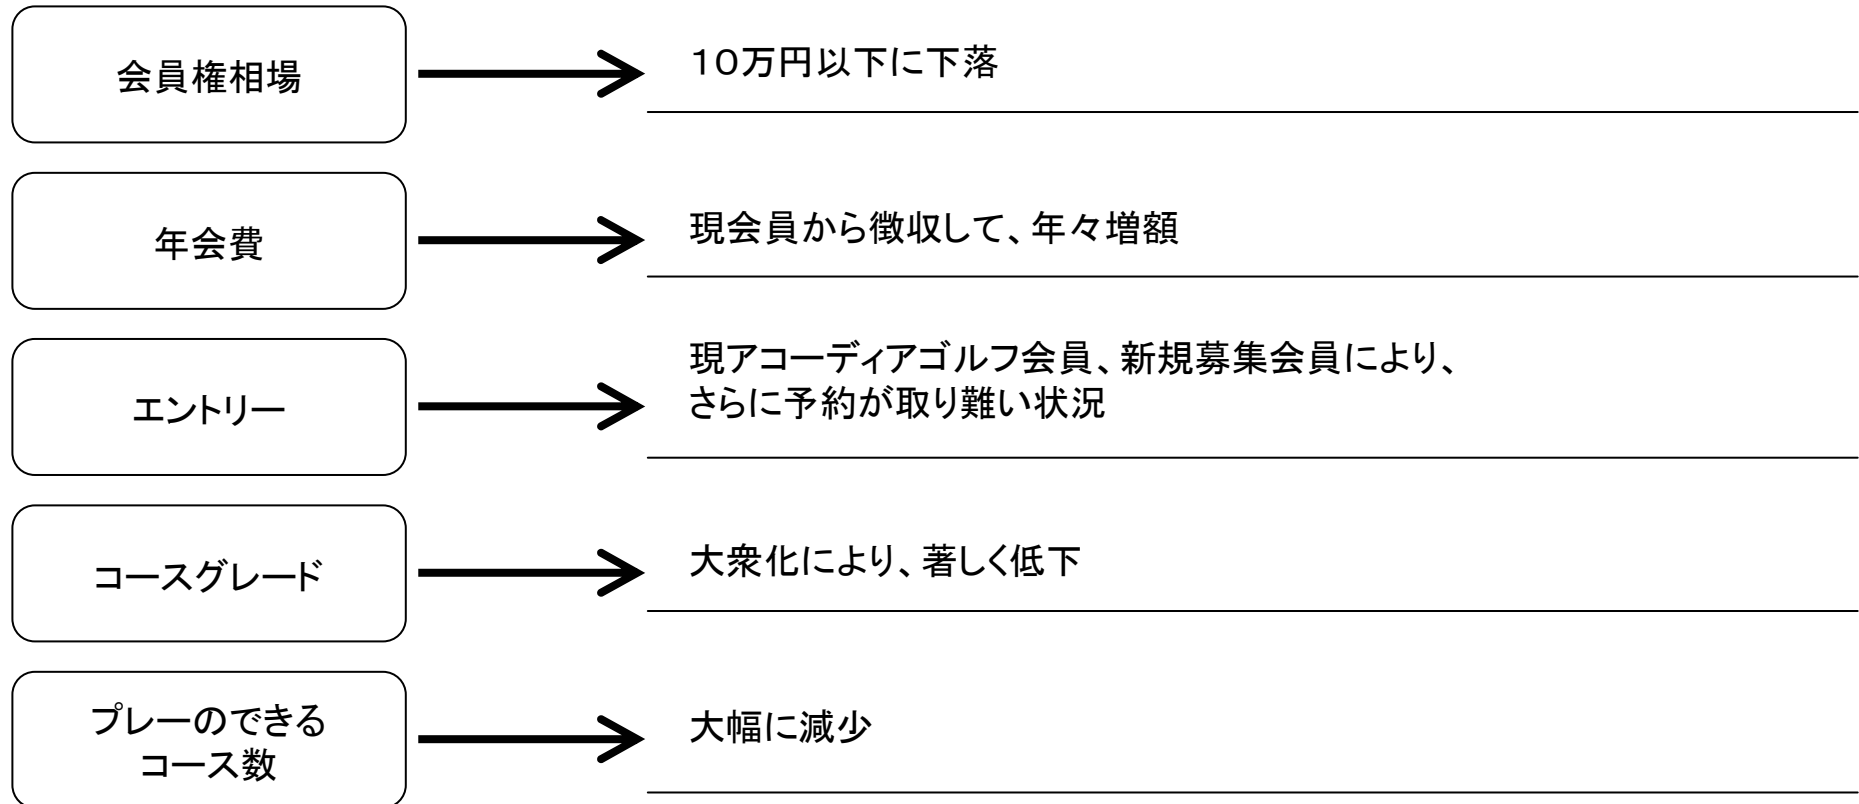 会員権相場
１０万円以下に下落
年会費
現会員から徴収して、年々増額
エントリー
現アコーディアゴルフ会員、新規募集会員により、
さらに予約が取り難い状況
コースグレード
大衆化により、著しく低下
プレーのできる
コース数
大幅に減少